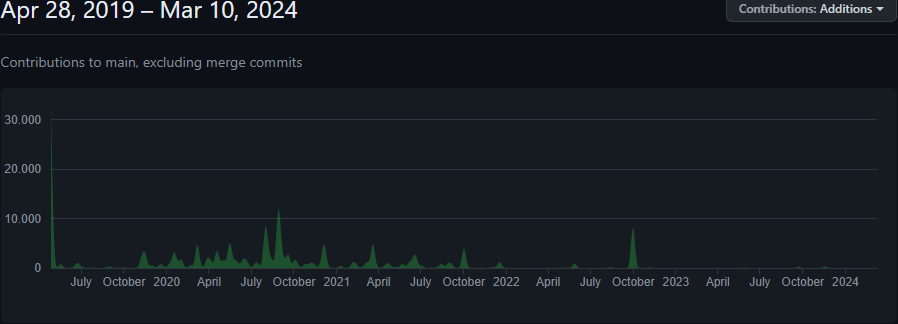 Apr 28, 2019 – Mar 10, 2024
Contributions: Additions
Contributions to main, excluding merge commits
30.000
20.000
10.000
0
July October 2020 April July October 2021 April July October 2022 April July October 2023 April July October 2024